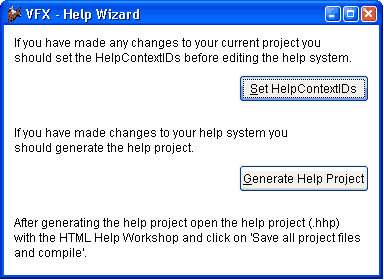 VFX - Help Wizard
If you have made any changes to your current project you
should set the HelpContextIDs before editing the help system.
Set HelpContextIDs
If you have made changes to your help system you
should generate the help project.
Generate Help Project
After generating the help project open the help project (.hhp)
with the HTML Help Workshop and click on 'Save all project files
and compile'.